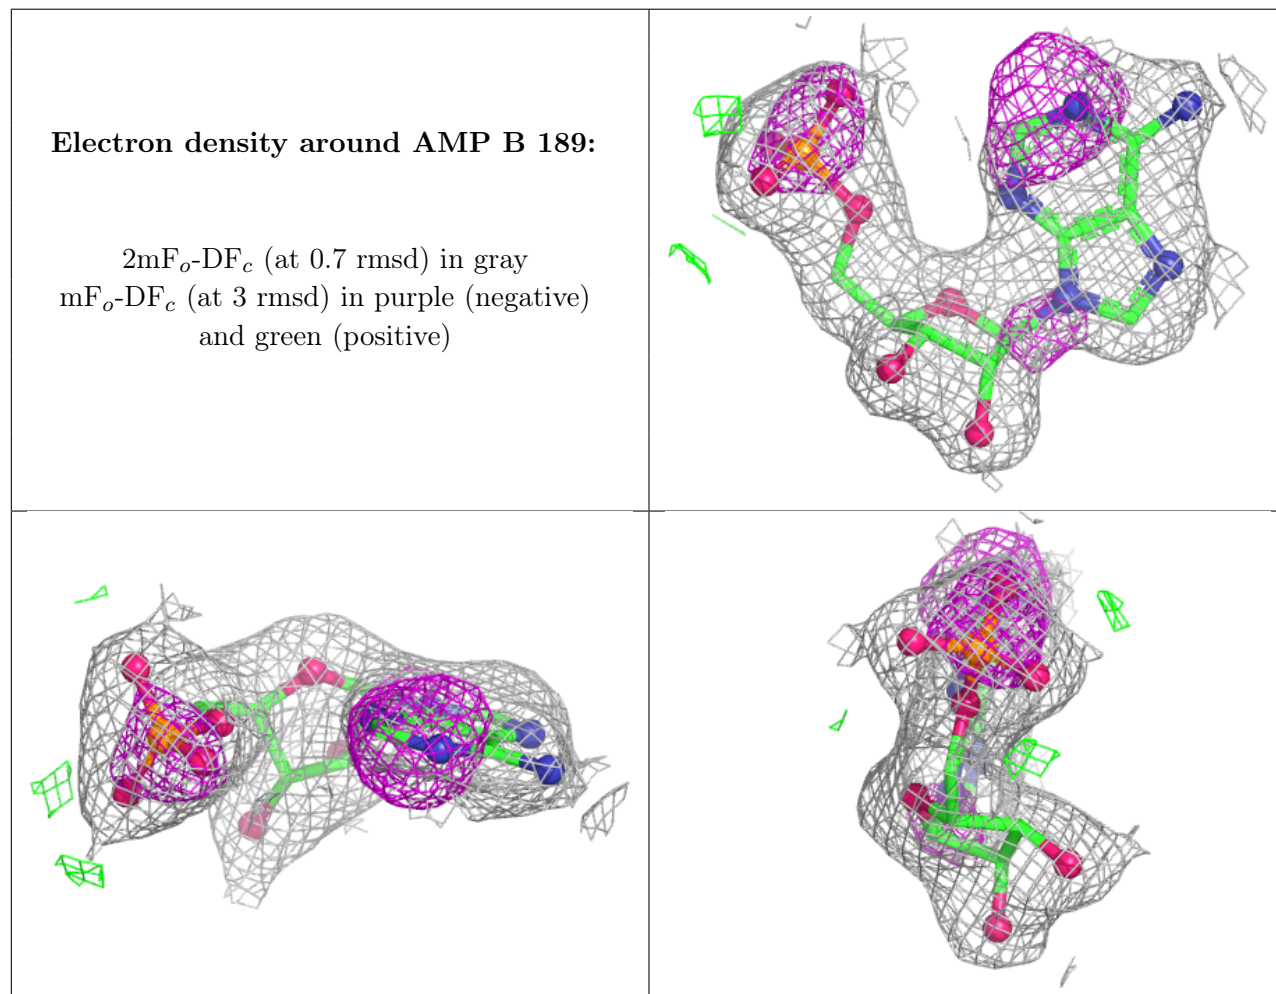 Electron density around AMP B 189:
2mFo-DFc (at 0.7 rmsd) in gray
mFo-DFc (at 3 rmsd) in purple (negative)
and green (positive)